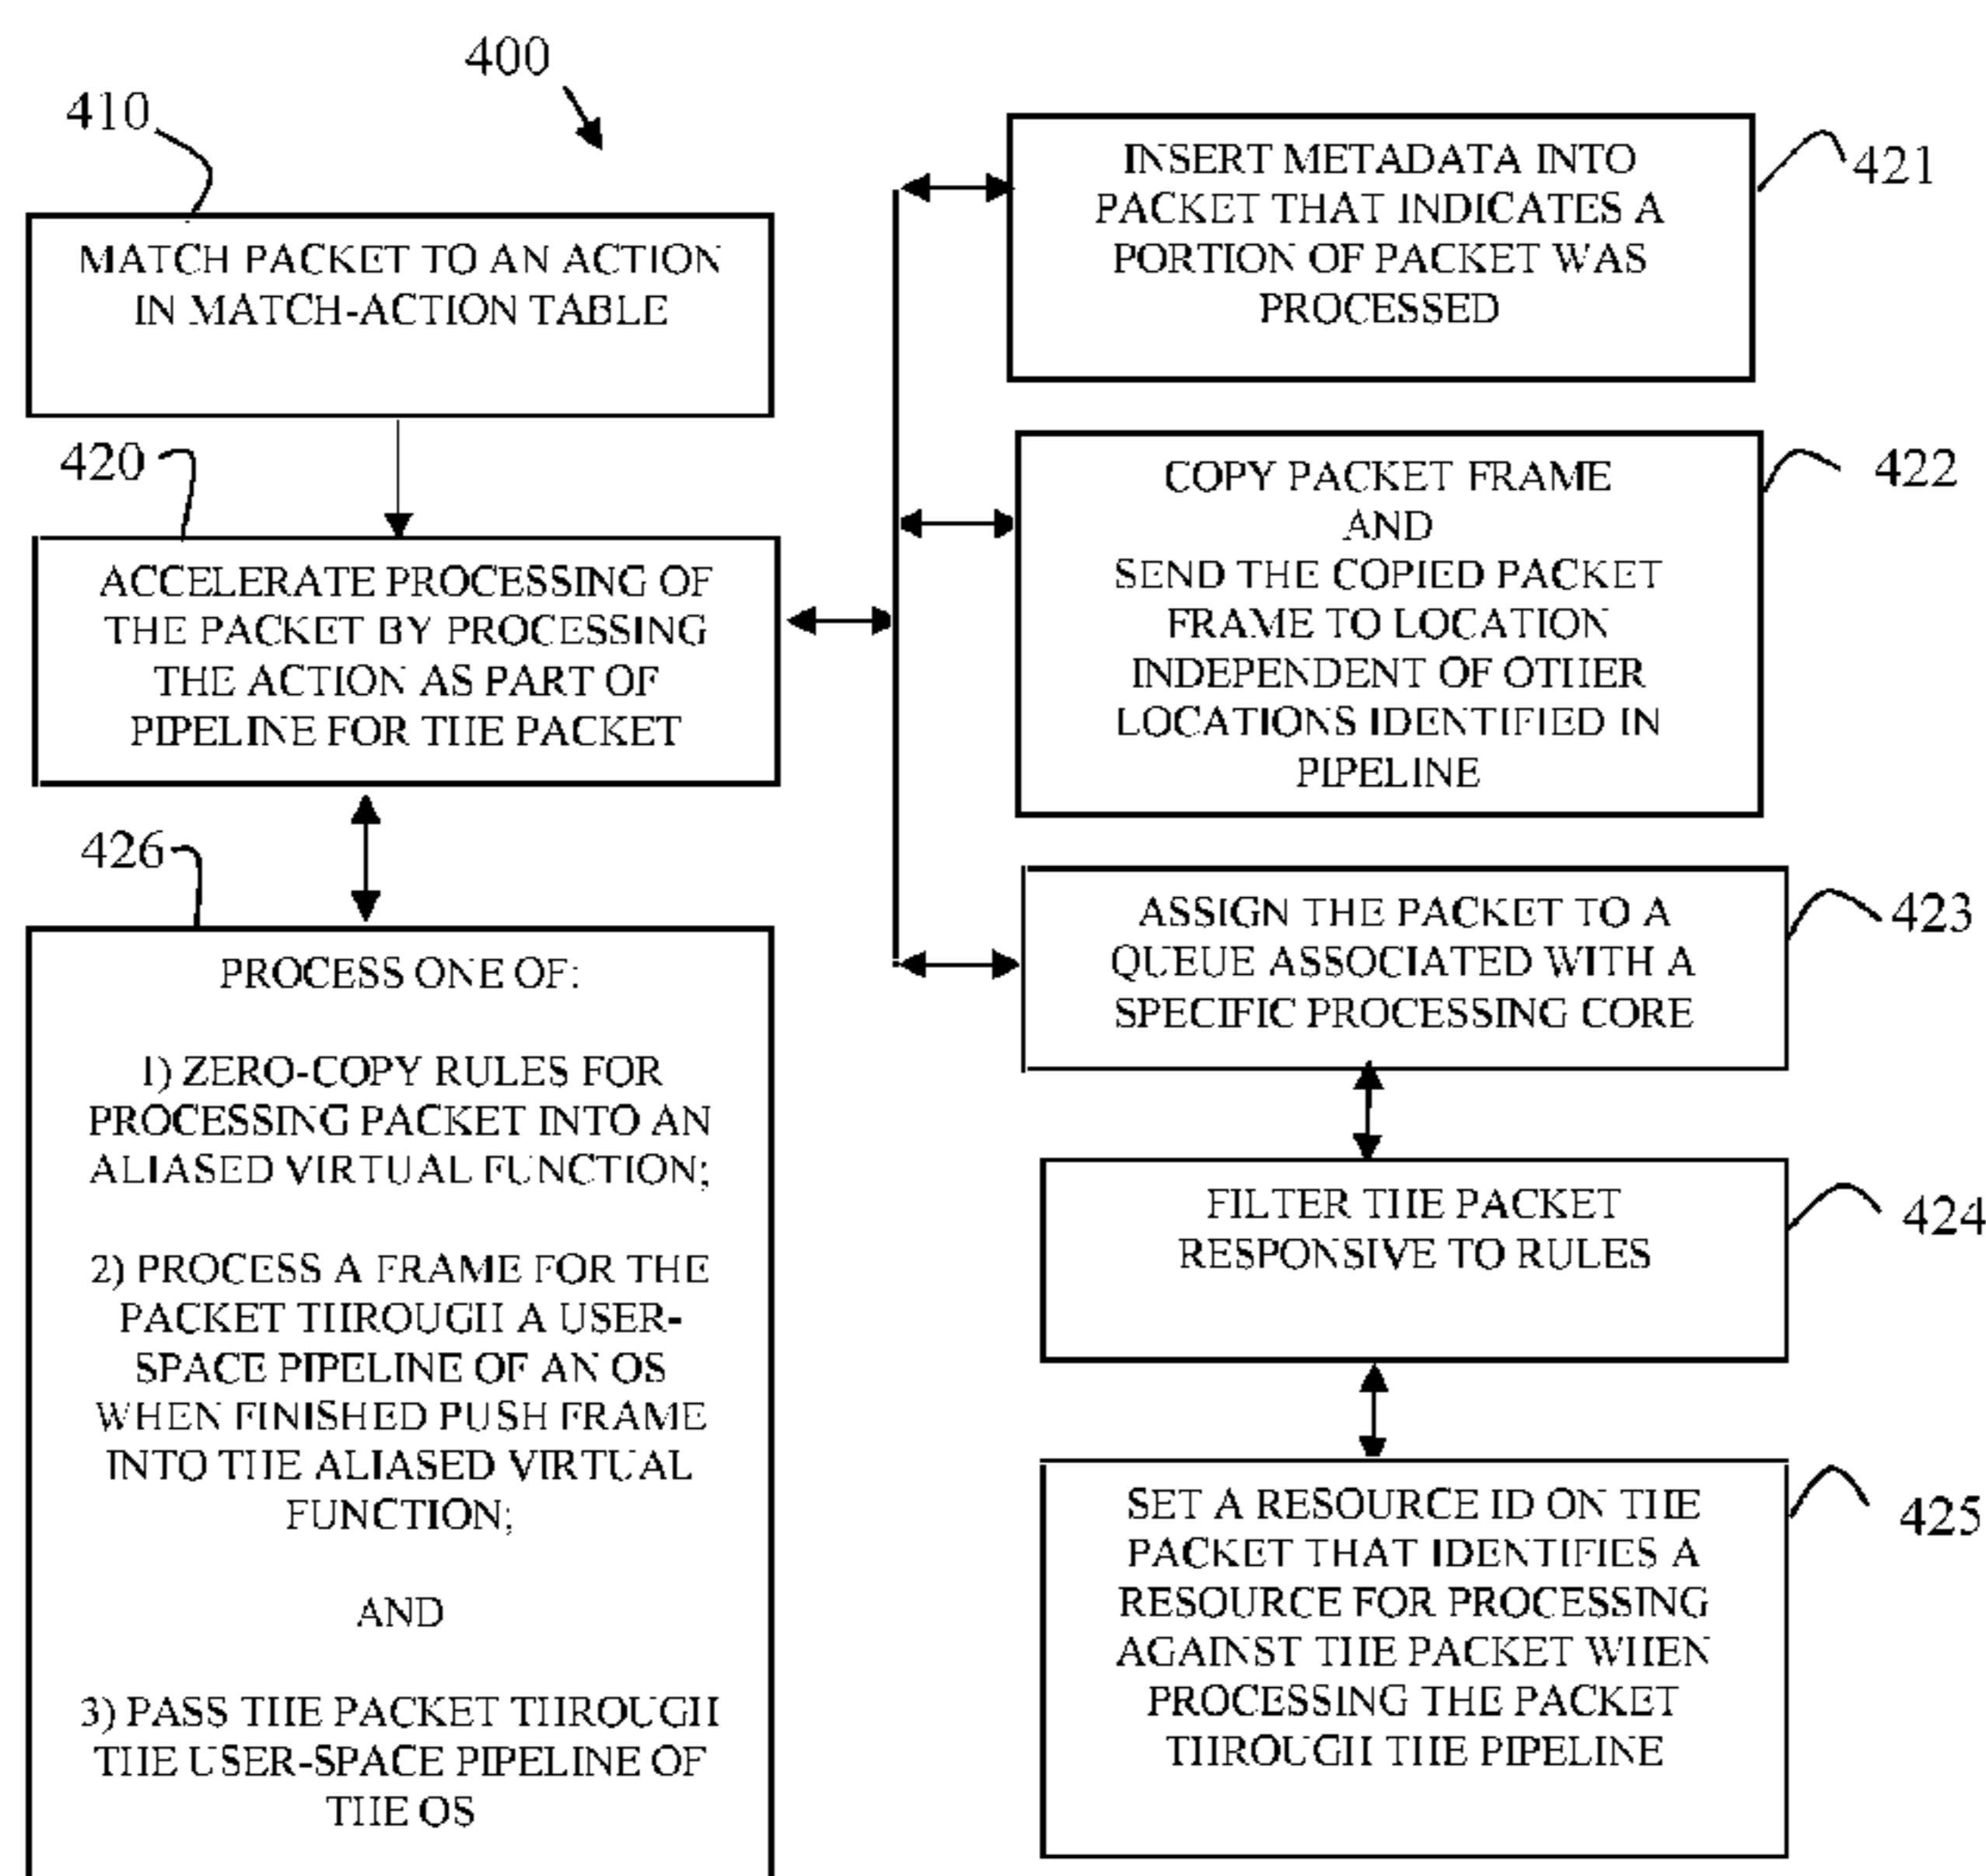 400
410
MATCH PACKET TO AN ACTION
IN MATCH-ACTION TABLE
420
ACCELERATE PROCESSING OF
THE PACKET BY PROCESSING
THE ACTION AS PART OF
PIPELINE FOR THE PACKET
426
PROCESS ONE OF:
1) ZERO-COPY RULES FOR
PROCESSING PACKET INTO AN
ALIASED VIRTUAL FUNCTION;
2) PROCESS A FRAME FOR THE
PACKET THROUGH A USER-
SPACE PIPELINE OF AN OS
WHEN FINISHED PUSH FRAME
INTO THE ALIASED VIRTUAL
FUNCTION;
AND
3) PASS THE PACKET THROUGH
THE USER-SPACE PIPELINE OF
THE OS
INSERT METADATA INTO
PACKET THAT INDICATES A
PORTION OF PACKET WAS
PROCESSED
421
COPY PACKET FRAME
AND
SEND THE COPIED PACKET
FRAME TO LOCATION
INDEPENDENT OF OTHER
LOCATIONS IDENTIFIED IN
PIPELINE
422
ASSIGN THE PACKET TO A
QUEUE ASSOCIATED WITH A
SPECIFIC PROCESSING CORE
423
FILTER THE PACKET
RESPONSIVE TO RULES
424
SET A RESOURCE ID ON THE
PACKET THAT IDENTIFIES A
RESOURCE FOR PROCESSING
AGAINST THE PACKET WHEN
PROCESSING THE PACKET
THROUGH THE PIPELINE
425